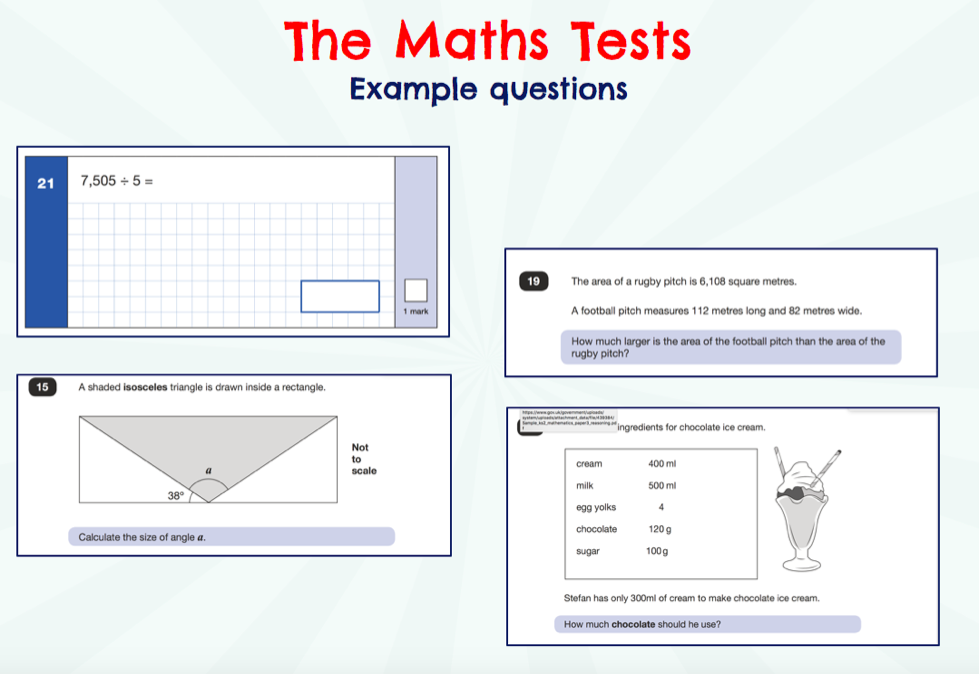 The Maths Tests
Example questions
21
7,505 ÷ 5 =
1 mark
15
A shaded isosceles triangle is drawn inside a rectangle.
a
38°
Not
to
scale
Calculate the size of angle a.
19
The area of a rugby pitch is 6,108 square metres.
A football pitch measures 112 metres long and 82 metres wide.
How much larger is the area of the football pitch than the area of the
rugby pitch?
ingredients for chocolate ice cream.
cream 400 ml
milk 500 ml
egg yolks 4
chocolate 120 g
sugar 100 g
Stefan has only 300ml of cream to make chocolate ice cream.
How much chocolate should he use?